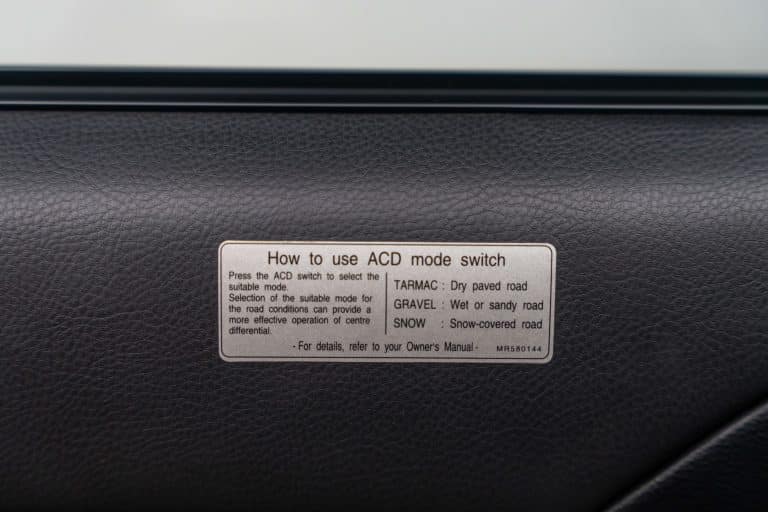 How to use ACD mode switch
Press the ACD switch to select the
suitable mode.
Selection of the suitable mode for
the road conditions can provide a
more effective operation of centre
differential.
TARMAC : Dry paved road
GRAVEL : Wet or sandy road
SNOW : Snow-covered road
- For details, refer to your Owner's Manual -
MR580144